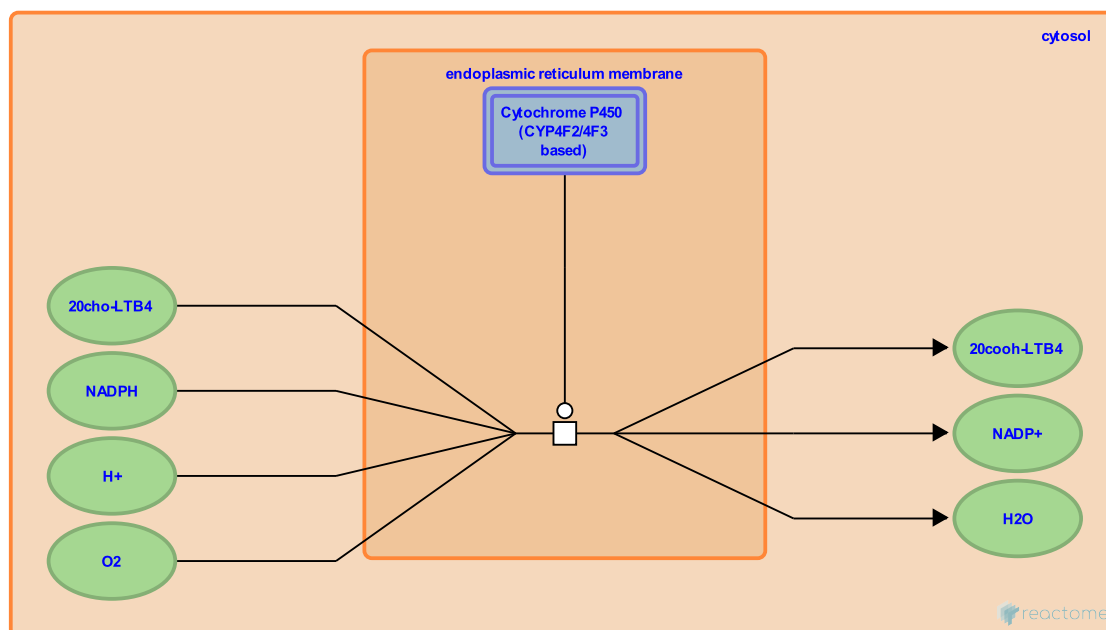 cytosol
endoplasmic reticulum membrane
Cytochrome P450
(CYP4F2/4F3
based)
20cho-LTB4
NADPH
H+
O2
20cooh-LTB4
NADP+
H2O
reactome